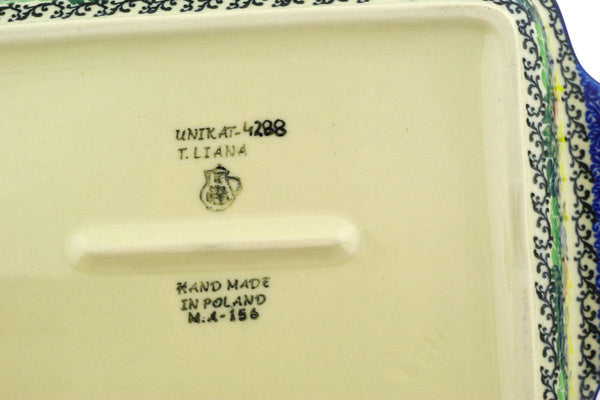 UNIKAT-4288
T. LIANA
HAND MADE
IN POLAND
M.A-156